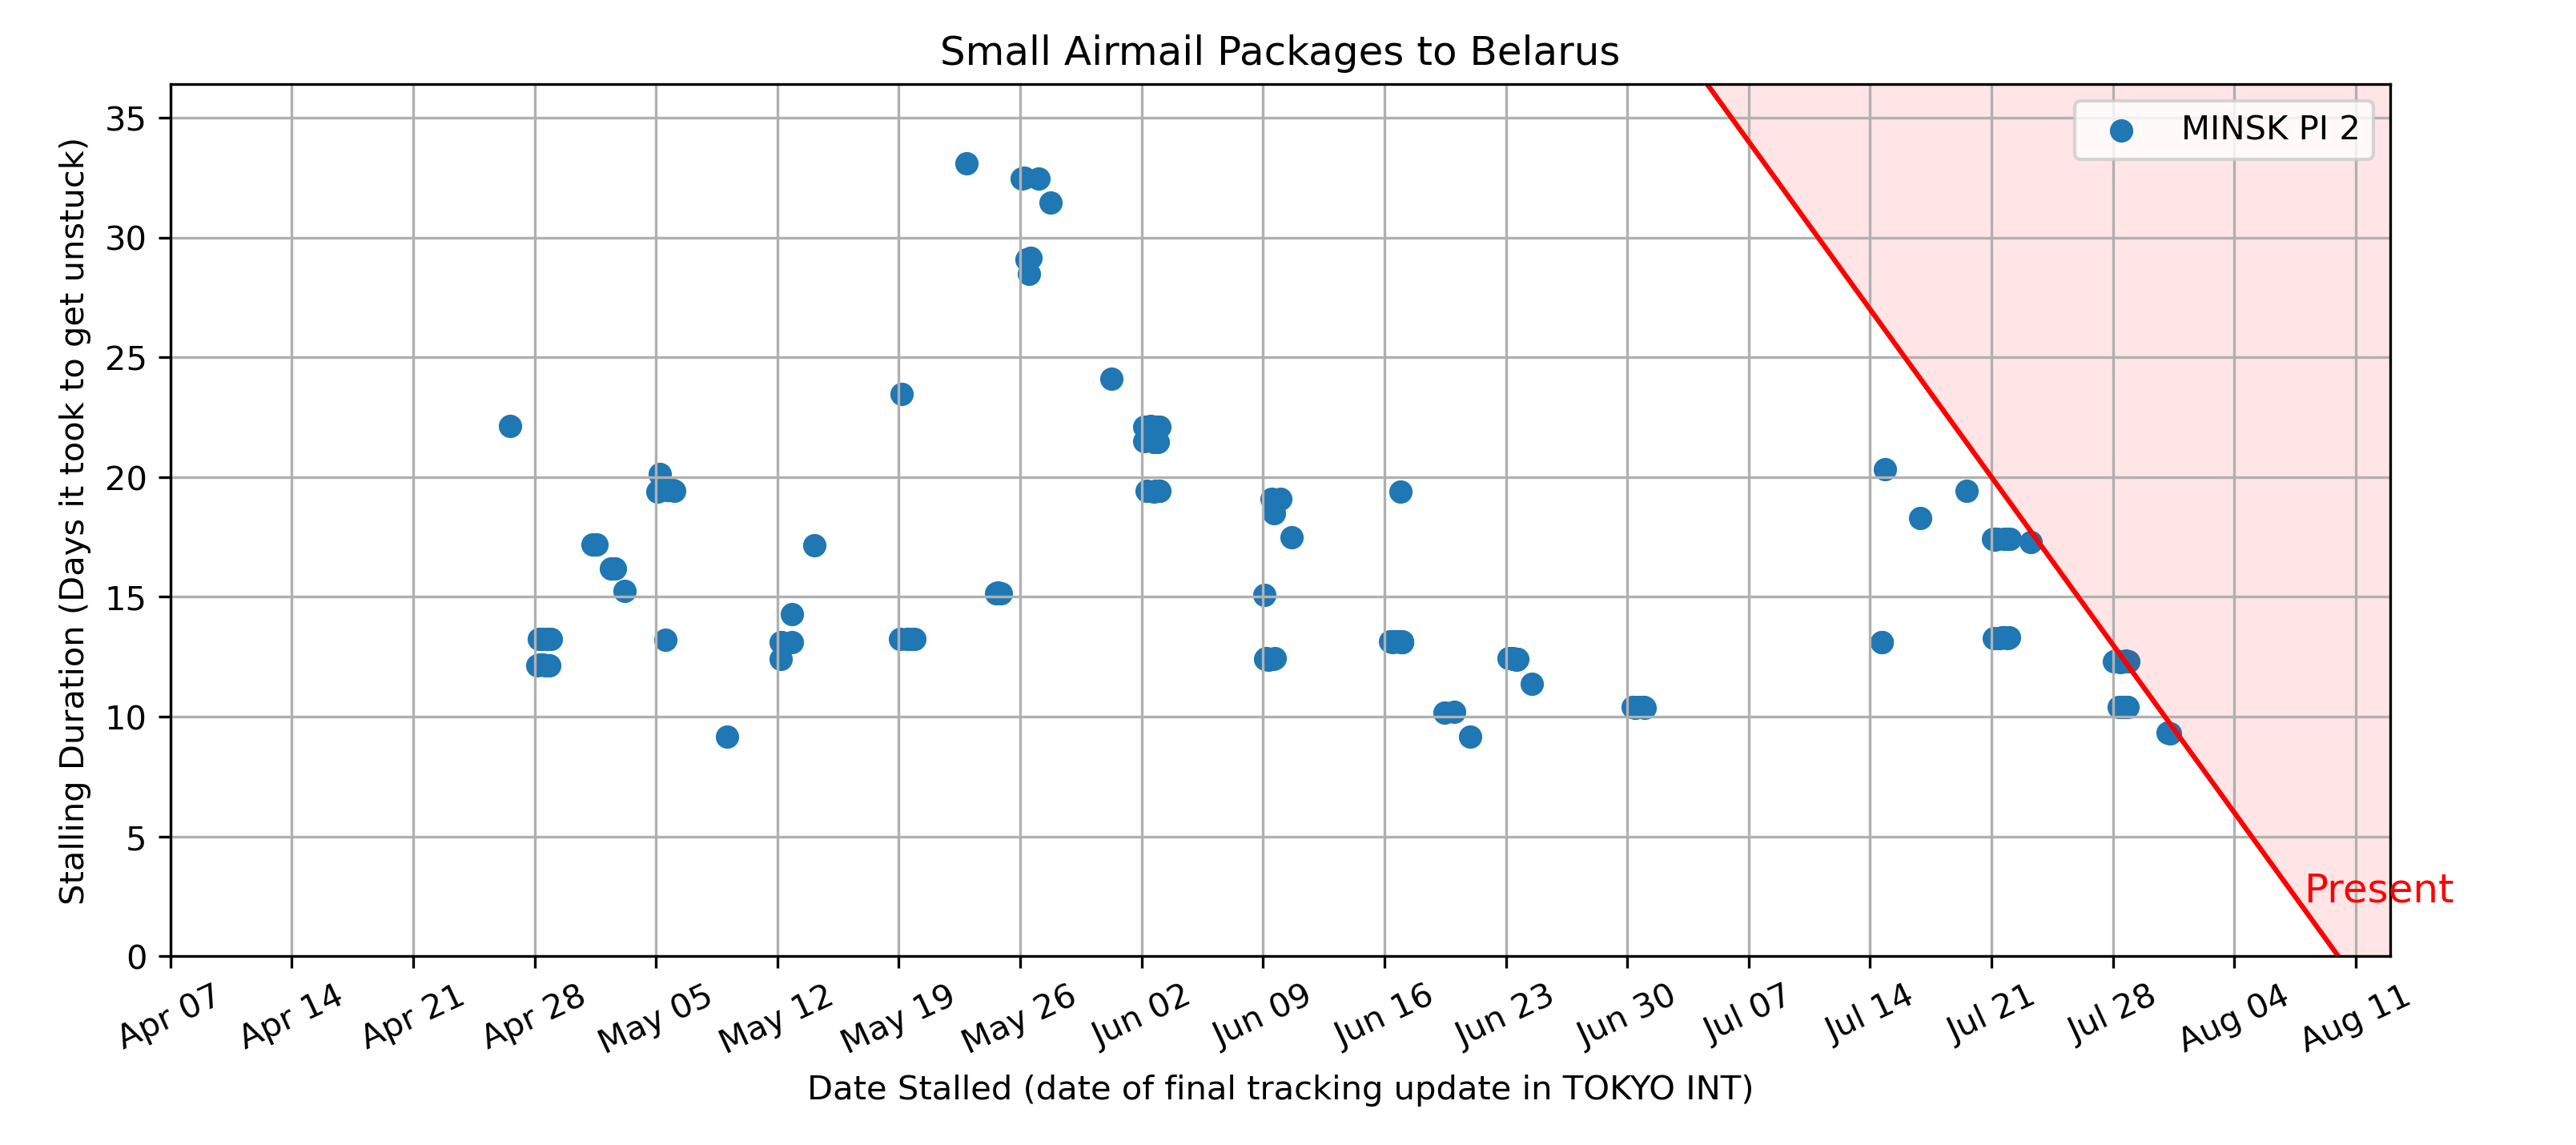 Small Airmail Packages to Belarus
MINSK PI 2
Stalling Duration (Days it took to get unstuck)
35
30
25
20
15
10
5
0
Present
Apr 07 Apr 14 Apr 21 Apr 28 May 05 May 12 May 19 May 26 Jun 02 Jun 09 Jun 16 Jun 23 Jun 30 Jul 07 Jul 14 Jul 21 Jul 28 Aug 04 Aug 11
Date Stalled (date of final tracking update in TOKYO INT)